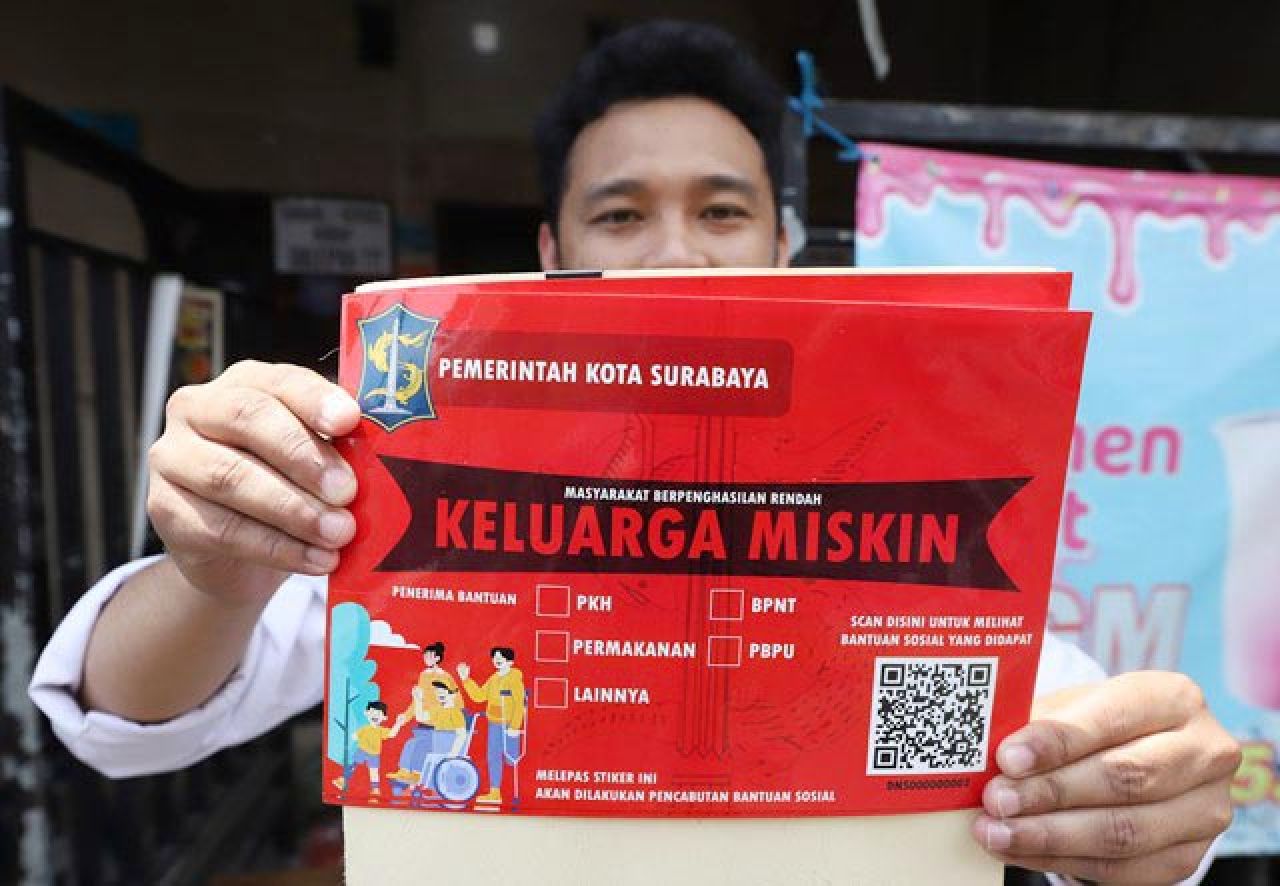 PEMERINTAH KOTA SURABAYA
MASYARAKAT BERPENGHASILAN RENDAH
KELUARGA MISKIN
PENERIMA BANTUAN
PKH
BPNT
PERMAKANAN
PBPU
LAINNYA
SCAN DISINI UNTUK MELIHAT
BANTUAN SOSIAL YANG DIDAPAT
MELEPAS STIKER INI
AKAN DILAKUKAN PENCABUTAN BANTUAN SOSIAL